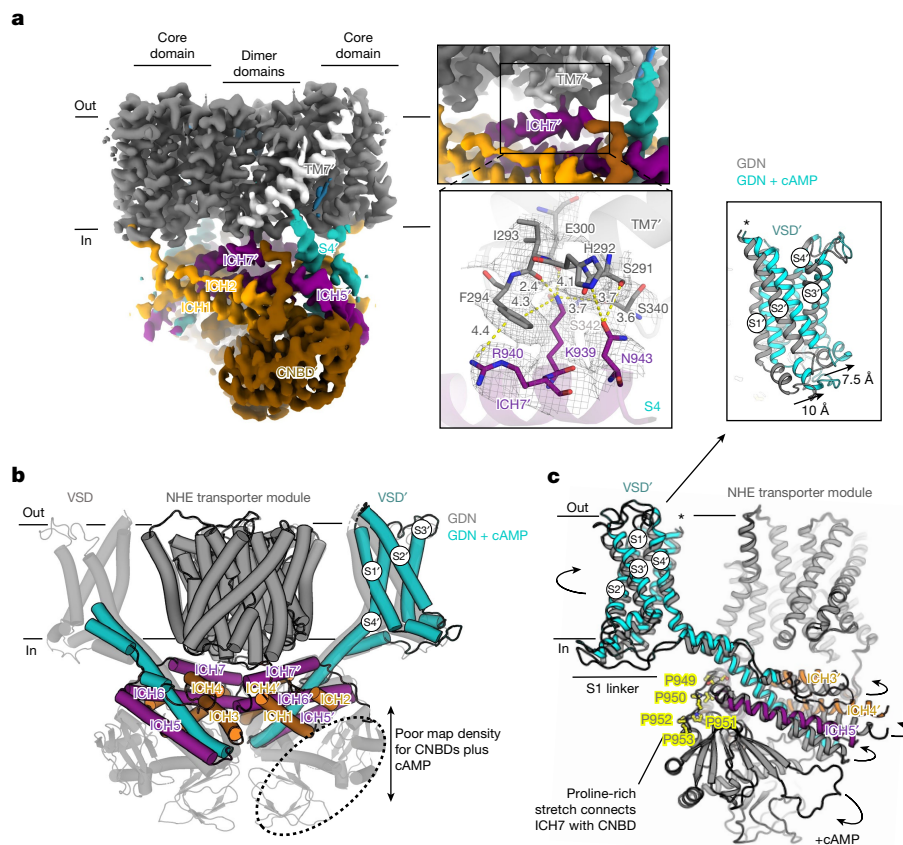 a
Core
domain
Dimer
domains
Core
domain
Out
In
TM7′
S4′
ICH7′
ICH2
ICH1
ICH5′
CNBD′
TM7′
ICH7′
E300
I293
H292
TM7′
S291
2.4
4.1
F294
4.3
3.7
3.7
S340
3.6
S342
4.4
R940
K939
N943
ICH7′
S4
GDN
GDN + cAMP
*
VSD′
S4′
S3′
S2′
S1′
7.5 Å
10 Å
b
VSD
NHE transporter module
VSD′
Out
GDN
GDN + cAMP
S3′
S2′
S1′
S4′
In
ICH7
ICH7′
ICH6
ICH4
ICH4′
ICH6′
ICH2
ICH5
ICH3
ICH1
ICH5′
Poor map density
for CNBDs plus
cAMP
c
VSD′
NHE transporter module
Out
*
S1′
S3′
S4′
S2′
In
S1 linker
P949
P950
P952
P951
P953
ICH3′
ICH4′
ICH5′
Proline-rich
stretch connects
ICH7 with CNBD
+cAMP